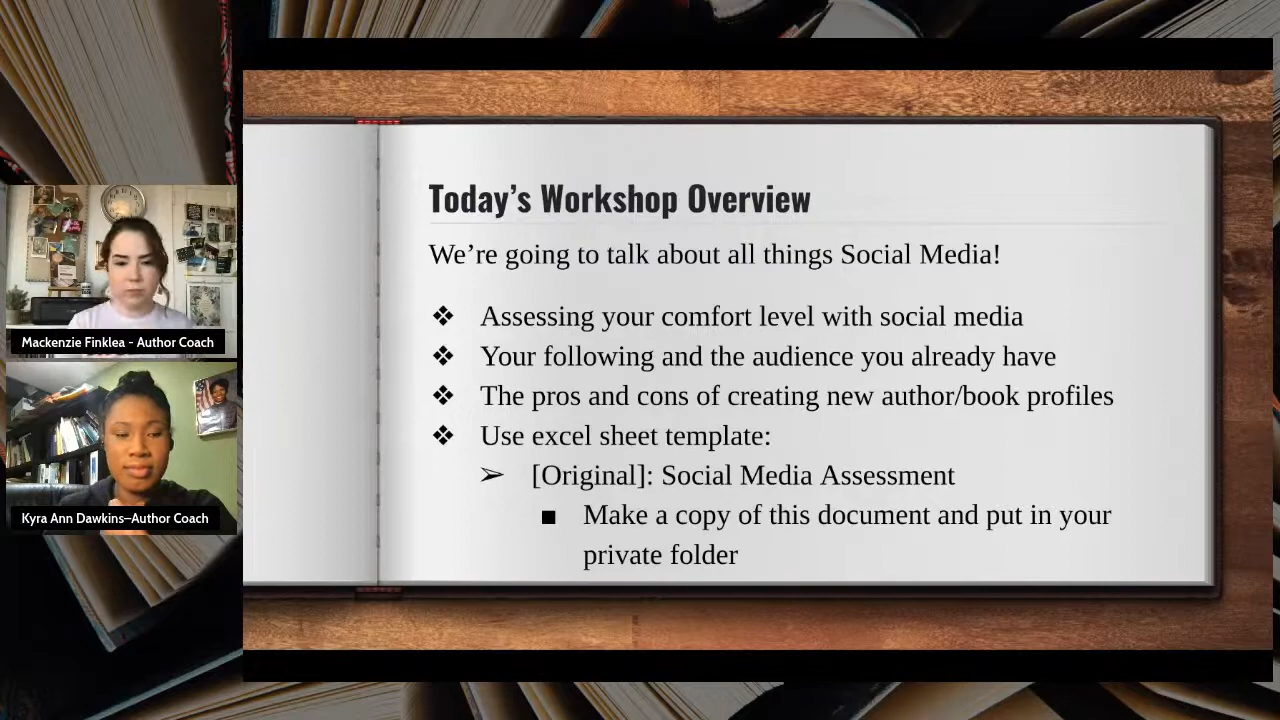 Today’s Workshop Overview
We’re going to talk about all things Social Media!
❖ Assessing your comfort level with social media
❖ Your following and the audience you already have
❖ The pros and cons of creating new author/book profiles
❖ Use excel sheet template:
➢ [Original]: Social Media Assessment
■ Make a copy of this document and put in your
private folder
Mackenzie Finklea - Author Coach
Kyra Ann Dawkins–Author Coach